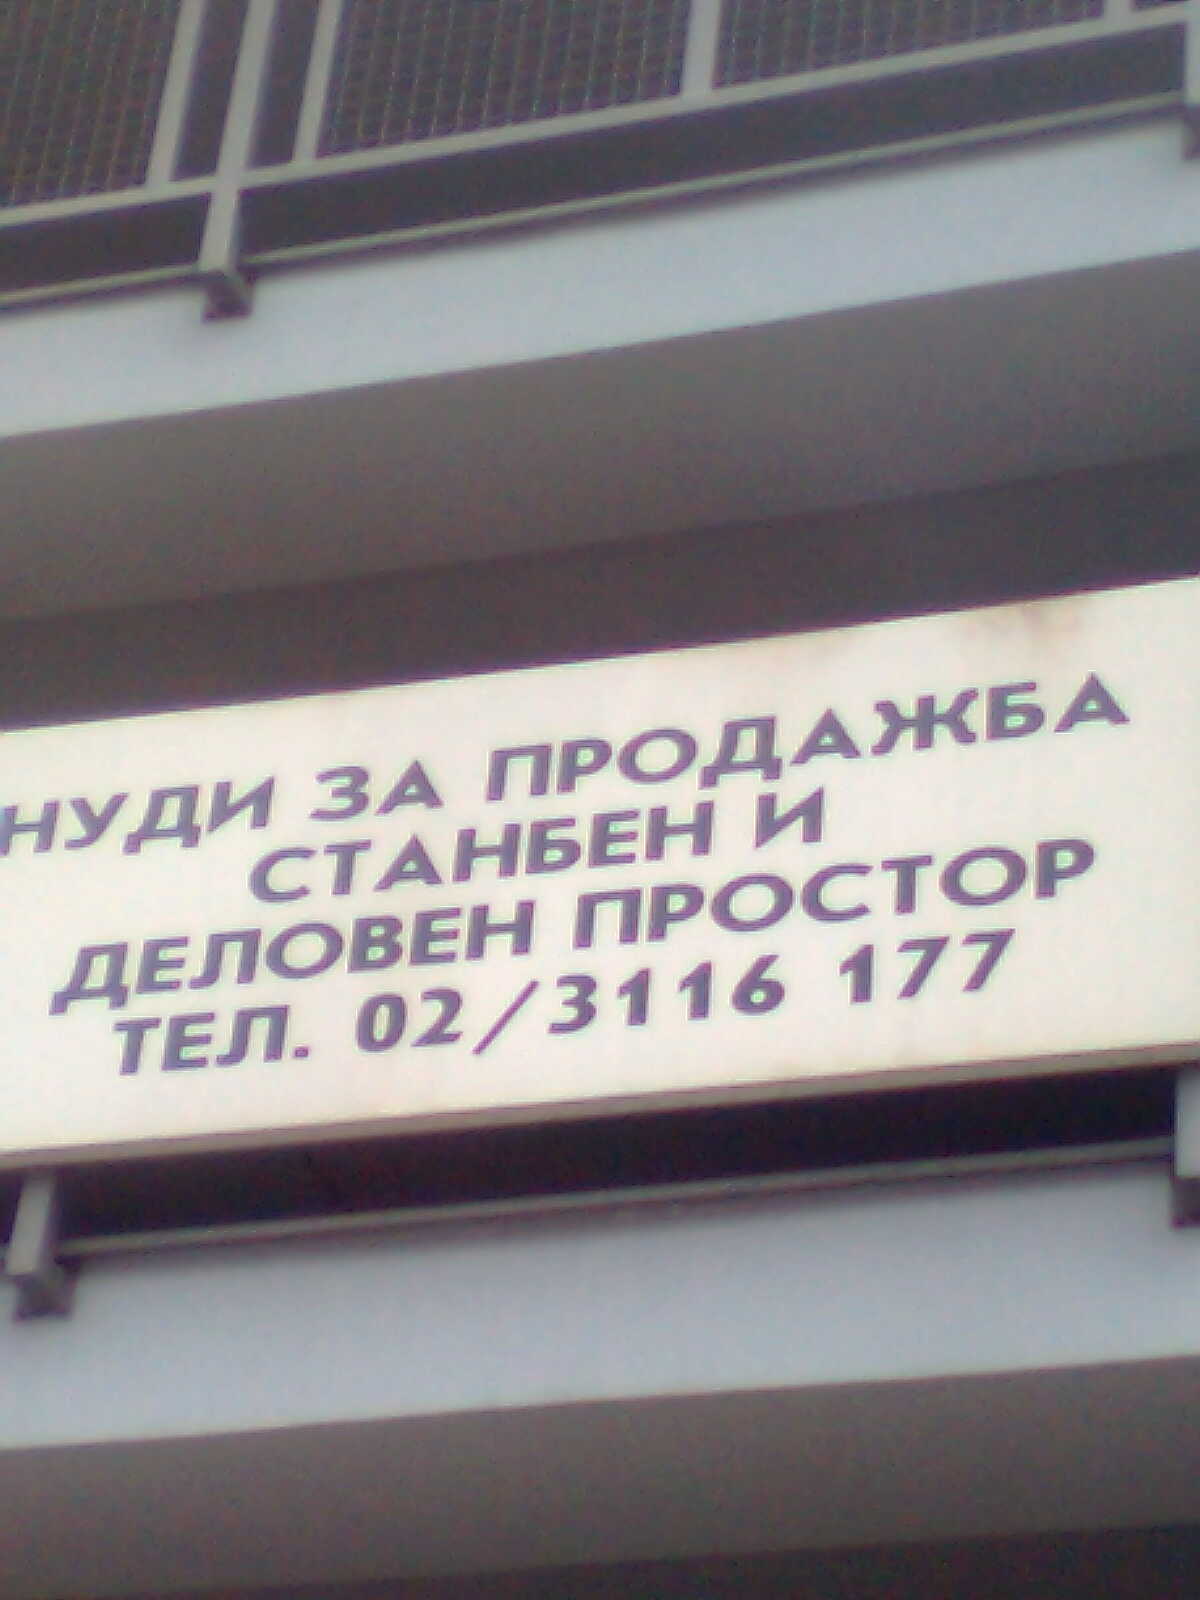 НУДИ ЗА ПРОДАЖБА
СТАНБЕН И
ДЕЛОВЕН ПРОСТОР
ТЕЛ. 02/3116 177